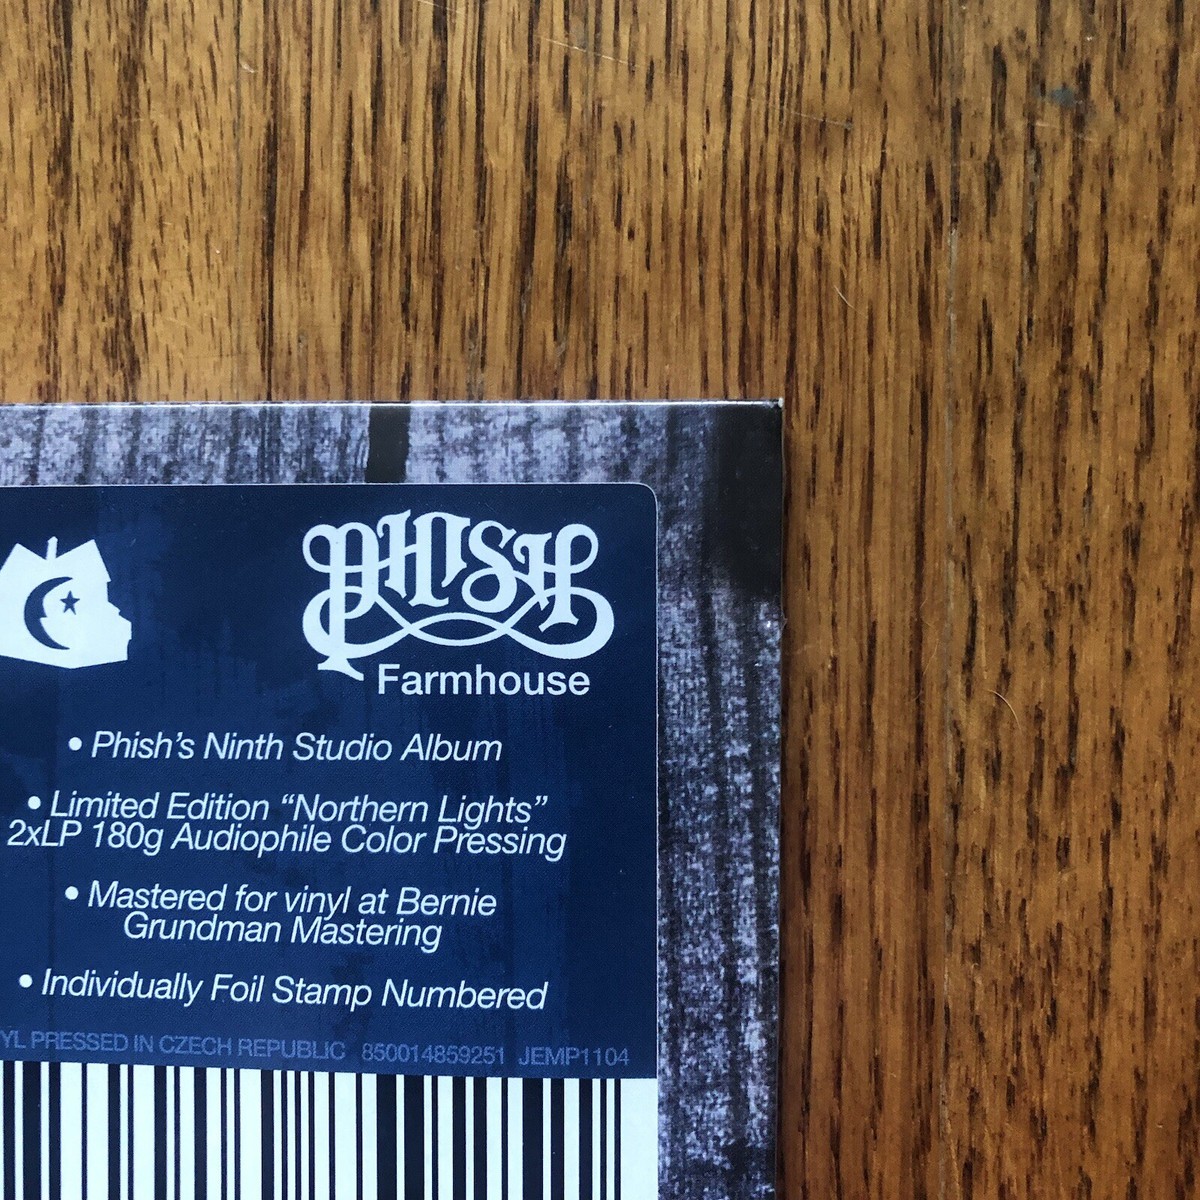 PHISH
Farmhouse
• Phish's Ninth Studio Album
• Limited Edition “Northern Lights”
2xLP 180g Audiophile Color Pressing
• Mastered for vinyl at Bernie
Grundman Mastering
• Individually Foil Stamp Numbered
YL PRESSED IN CZECH REPUBLIC 850014859251 JEMP1104